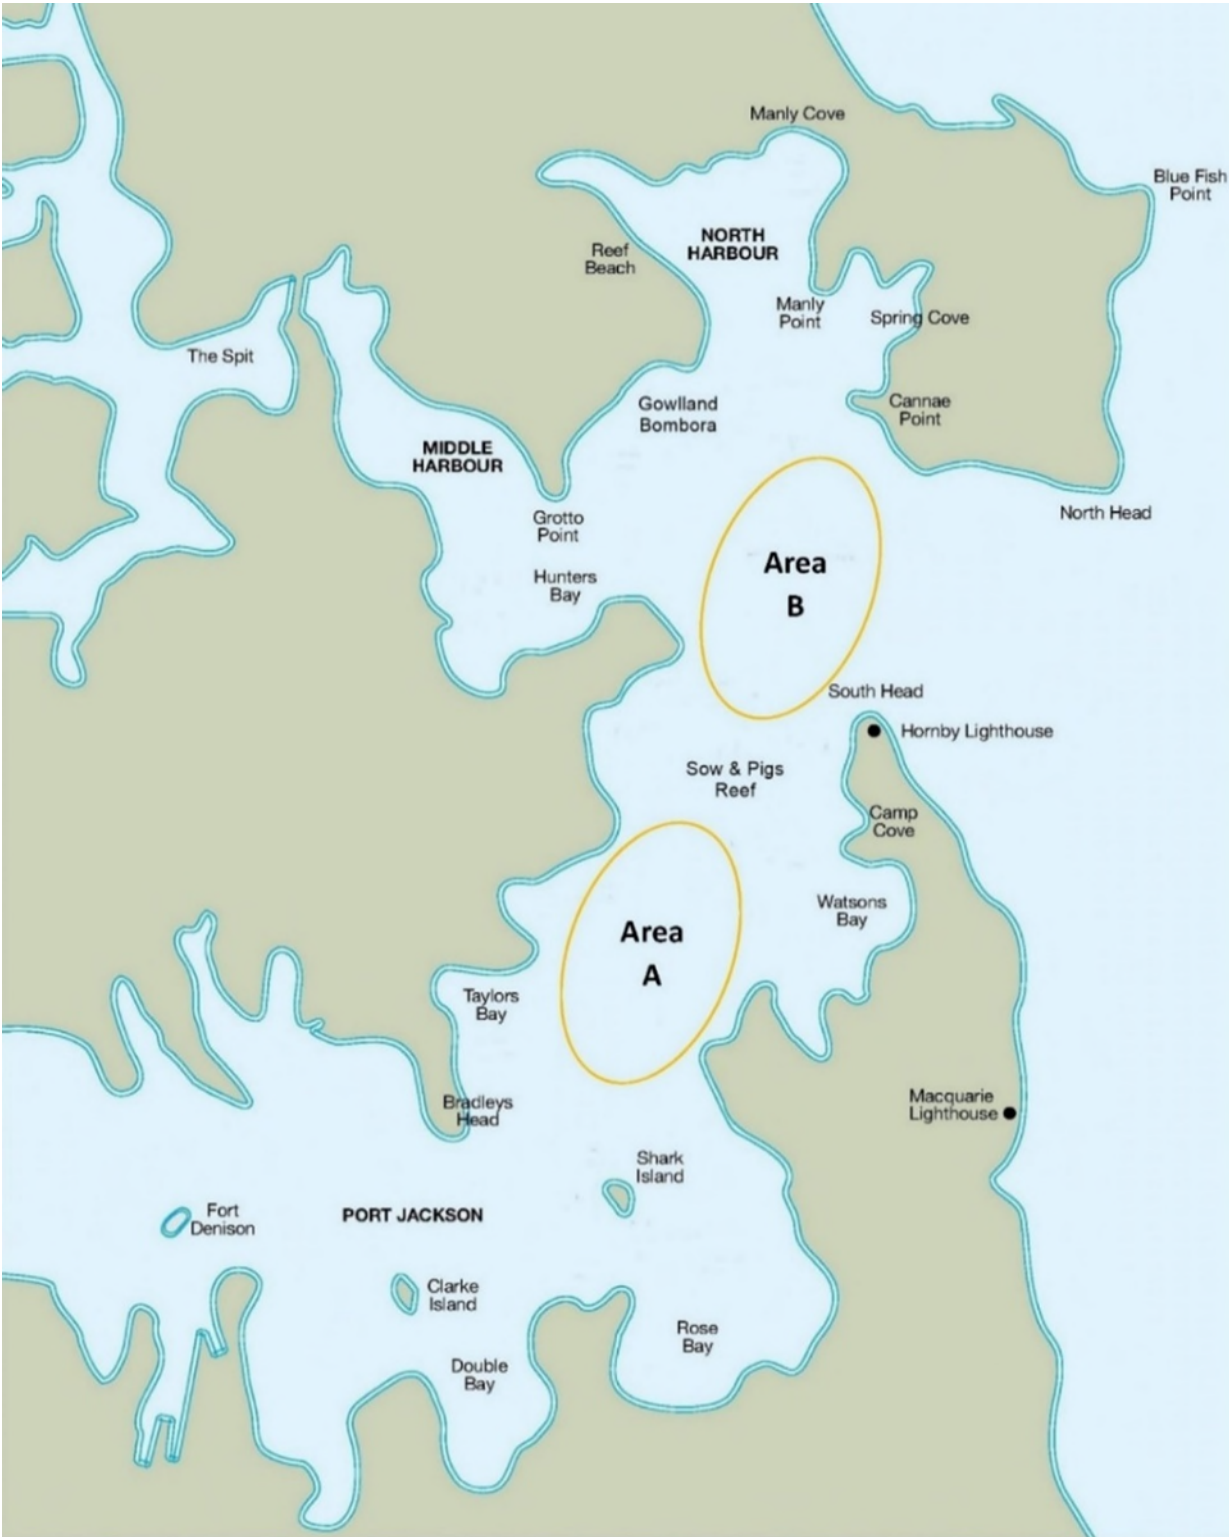 Manly Cove
Blue Fish
Point
NORTH
HARBOUR
Reef
Beach
Manly
Point
Spring Cove
The Spit
Gowlland
Bombora
Cannae
Point
MIDDLE
HARBOUR
North Head
Grotto
Point
Hunters
Bay
Area
B
South Head
Hornby Lighthouse
Sow & Pigs
Reef
Camp
Cove
Watsons
Bay
Area
A
Taylors
Bay
Bradleys
Head
Macquarie
Lighthouse
Shark
Island
Fort
Denison
PORT JACKSON
Clarke
Island
Rose
Bay
Double
Bay